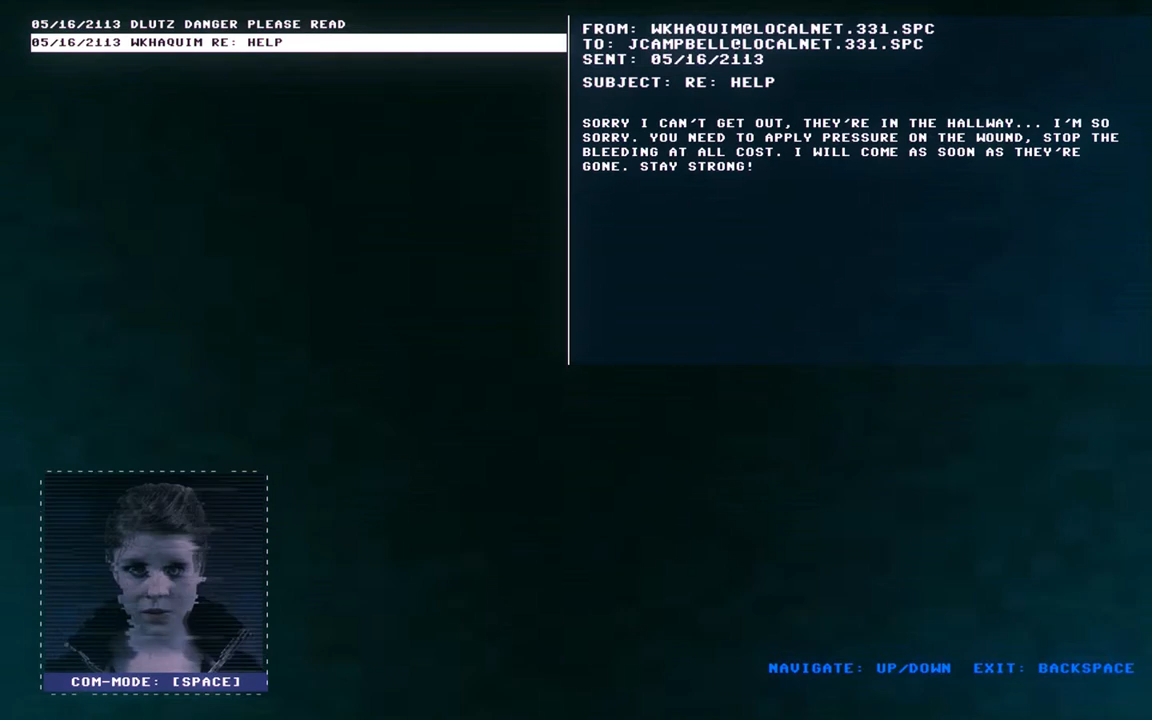 05/16/2113 DLUTZ DANGER PLEASE READ
05/16/2113 WKHAQUIM RE: HELP
FROM: WKHAQUIM@LOCALNET.331.SPC
TO: JCAMPBELL@LOCALNET.331.SPC
SENT: 05/16/2113
SUBJECT: RE: HELP
SORRY I CAN'T GET OUT, THEY'RE IN THE HALLWAY... I'M SO
SORRY. YOU NEED TO APPLY PRESSURE ON THE WOUND, STOP THE
BLEEDING AT ALL COST. I WILL COME AS SOON AS THEY'RE
GONE. STAY STRONG!
COM-MODE: [SPACE]
NAVIGATE: UP/DOWN EXIT: BACKSPACE